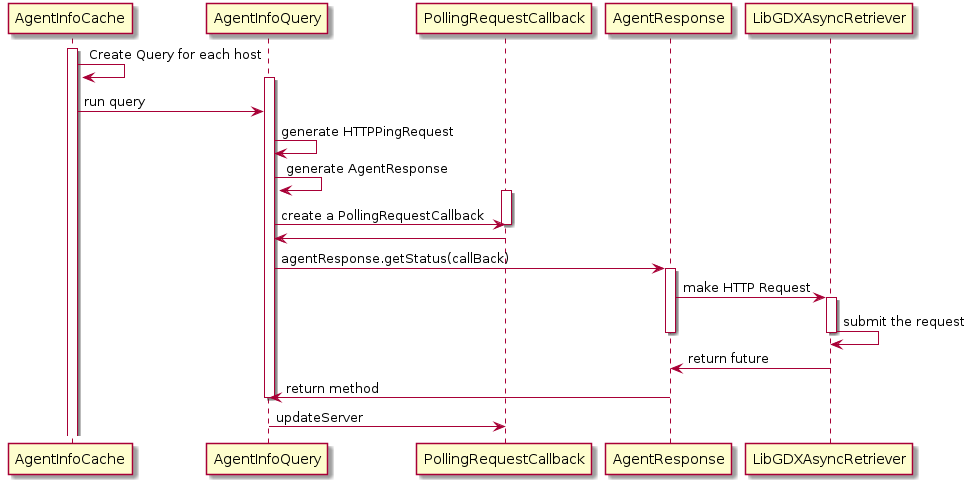 AgentInfoCache
AgentInfoQuery
PollingRequestCallback
AgentResponse
LibGDXAsyncRetriever
Create Query for each host
run query
generate HTTPPingRequest
generate AgentResponse
create a PollingRequestCallback
agentResponse.getStatus(callBack)
make HTTP Request
submit the request
return future
return method
updateServer
AgentInfoCache
AgentInfoQuery
PollingRequestCallback
AgentResponse
LibGDXAsyncRetriever